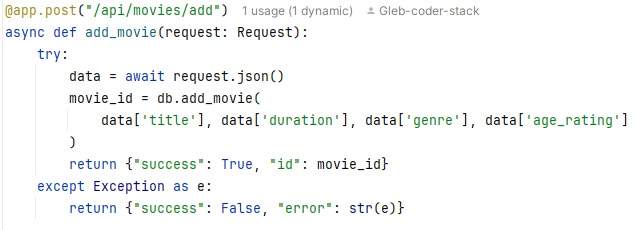 @app.post("/api/movies/add") 1 usage (1 dynamic) Gleb-coder-stack
async def add_movie(request: Request):
    try:
        data = await request.json()
        movie_id = db.add_movie(
            data['title'], data['duration'], data['genre'], data['age_rating']
        )
        return {"success": True, "id": movie_id}
    except Exception as e:
        return {"success": False, "error": str(e)}